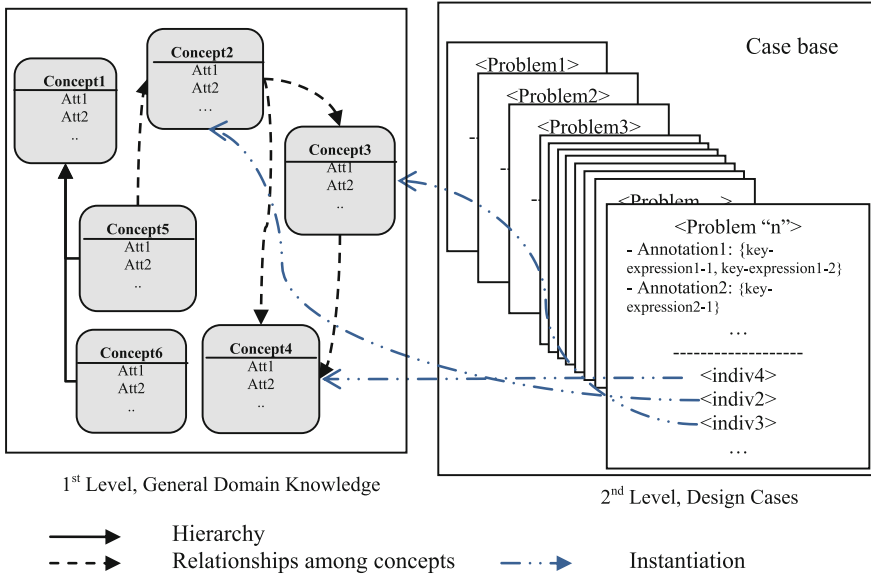 Concept1
Att1
Att2
..
Concept2
Att1
Att2
…
Concept3
Att1
Att2
..
Concept5
Att1
Att2
..
Concept6
Att1
Att2
..
Concept4
Att1
Att2
..
1st Level, General Domain Knowledge
Case base
<Problem1>
<Problem2>
<Problem3>
<Problem
<Problem “n”>
- Annotation1: {key-
expression1-1, key-expression1-2}
- Annotation2: {key-
expression2-1}
…
<indiv4>
<indiv2>
<indiv3>
…
2nd Level, Design Cases
Hierarchy
Relationships among concepts
Instantiation